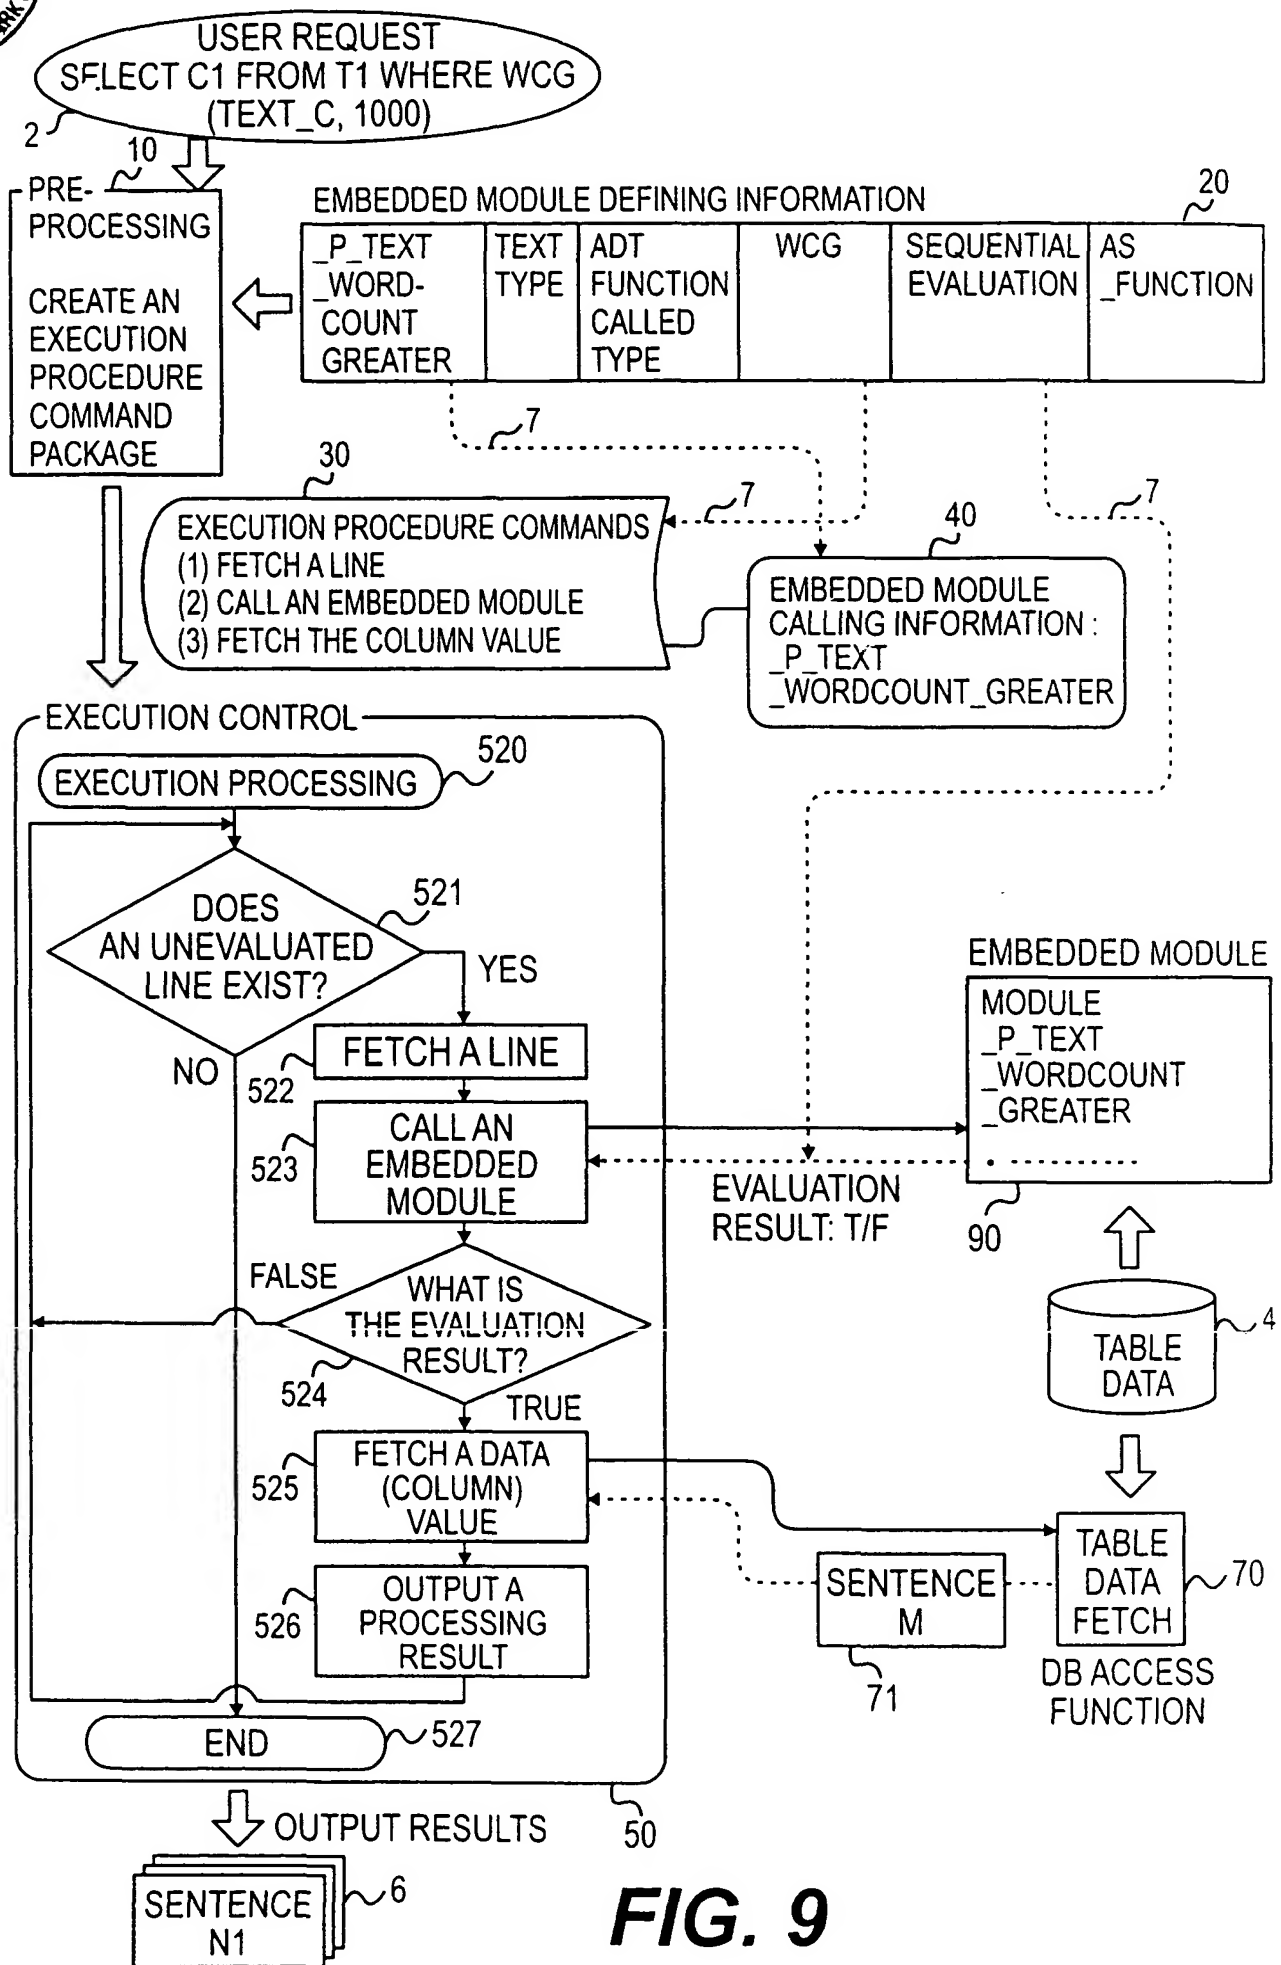 USER REQUEST
SELECT C1 FROM T1 WHERE WCG
(TEXT_C, 1000)
2
10
PRE-
PROCESSING
CREATE AN
EXECUTION
PROCEDURE
COMMAND
PACKAGE
EMBEDDED MODULE DEFINING INFORMATION
20
_P_TEXT
_WORD-
COUNT
GREATER
TEXT
TYPE
ADT
FUNCTION
CALLED
TYPE
WCG
SEQUENTIAL
EVALUATION
AS
_FUNCTION
7
7
7
30
EXECUTION PROCEDURE COMMANDS
(1) FETCH A LINE
(2) CALL AN EMBEDDED MODULE
(3) FETCH THE COLUMN VALUE
40
EMBEDDED MODULE
CALLING INFORMATION :
_P_TEXT
_WORDCOUNT_GREATER
EXECUTION CONTROL
EXECUTION PROCESSING
520
DOES
AN UNEVALUATED
LINE EXIST?
521
YES
NO
FETCH A LINE
522
CALL AN
EMBEDDED
MODULE
523
EMBEDDED MODULE
MODULE
_P_TEXT
_WORDCOUNT
_GREATER
90
EVALUATION
RESULT: T/F
FALSE
WHAT IS
THE EVALUATION
RESULT?
524
TRUE
TABLE
DATA
4
FETCH A DATA
(COLUMN)
VALUE
525
OUTPUT A
PROCESSING
RESULT
526
SENTENCE
M
71
TABLE
DATA
FETCH
70
DB ACCESS
FUNCTION
END
527
50
OUTPUT RESULTS
SENTENCE
N1
6
FIG. 9